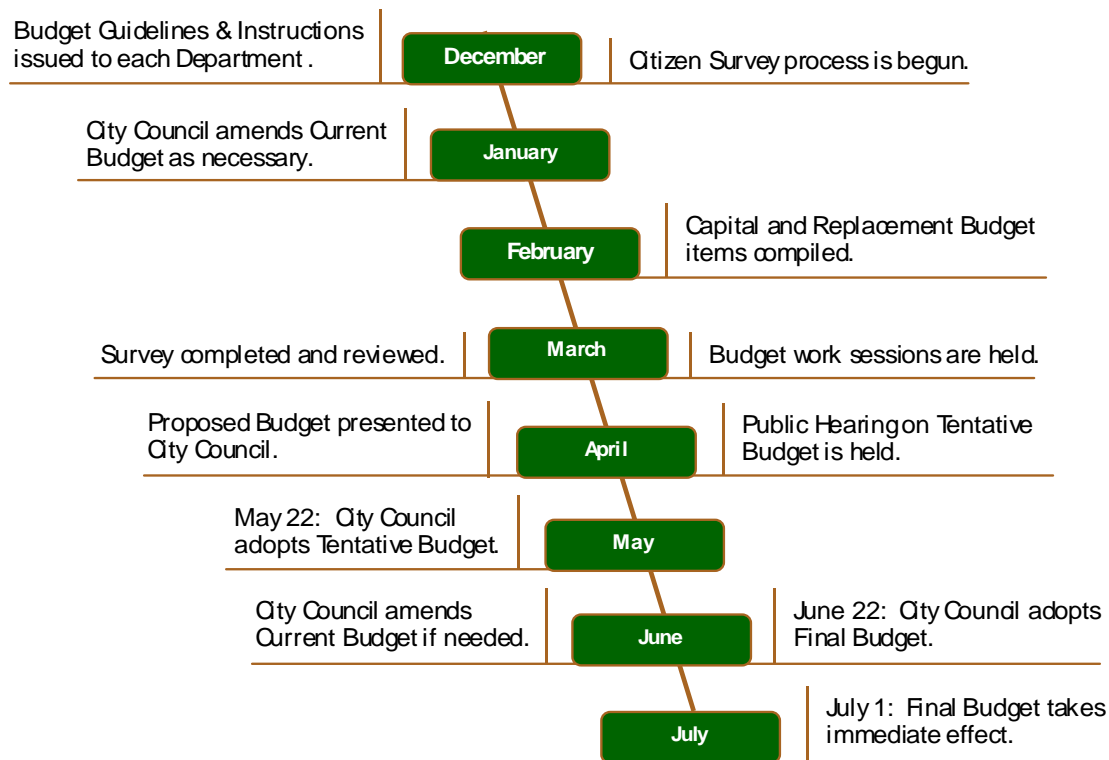 Budget Guidelines & Instructions
issued to each Department .
December
Citizen Survey process is begun.
City Council amends Current
Budget as necessary.
January
February
Capital and Replacement Budget
items compiled.
Survey completed and reviewed.
March
Budget work sessions are held.
Proposed Budget presented to
City Council.
April
Public Hearing on Tentative
Budget is held.
May 22: City Council
adopts Tentative Budget.
May
City Council amends
Current Budget if needed.
June
June 22: City Council adopts
Final Budget.
July
July 1: Final Budget takes
immediate effect.